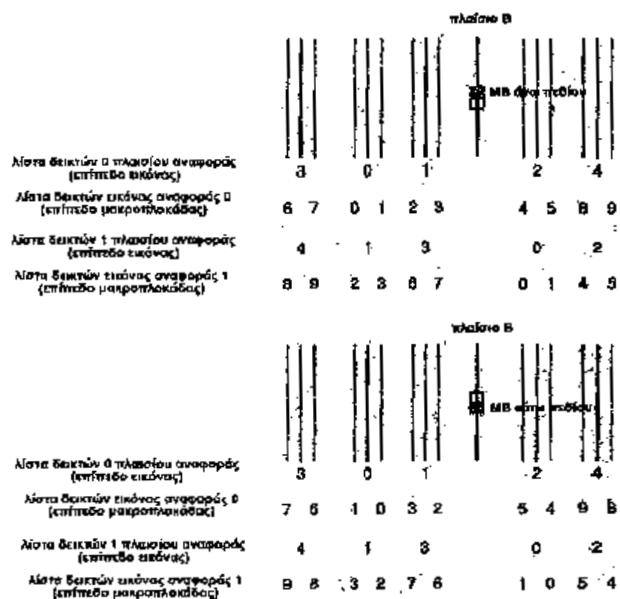 πλαίσιο B
MB άνω πεδίου
λίστα δεικτών 0 πλαισίου αναφοράς
(επίπεδο εικόνας)
3 0 1 2 4
λίστα δεικτών εικόνας αναφοράς 0
(επίπεδο μακροπλοκάδας)
6 7 0 1 2 3 4 5 8 9
λίστα δεικτών 1 πλαισίου αναφοράς
(επίπεδο εικόνας)
4 1 3 0 2
λίστα δεικτών εικόνας αναφοράς 1
(επίπεδο μακροπλοκάδας)
8 9 2 3 6 7 0 1 4 5
πλαίσιο B
MB κάτω πεδίου
λίστα δεικτών 0 πλαισίου αναφοράς
(επίπεδο εικόνας)
3 0 1 2 4
λίστα δεικτών εικόνας αναφοράς 0
(επίπεδο μακροπλοκάδας)
7 6 1 0 3 2 5 4 9 8
λίστα δεικτών 1 πλαισίου αναφοράς
(επίπεδο εικόνας)
4 1 3 0 2
λίστα δεικτών εικόνας αναφοράς 1
(επίπεδο μακροπλοκάδας)
9 8 3 2 7 6 1 0 5 4